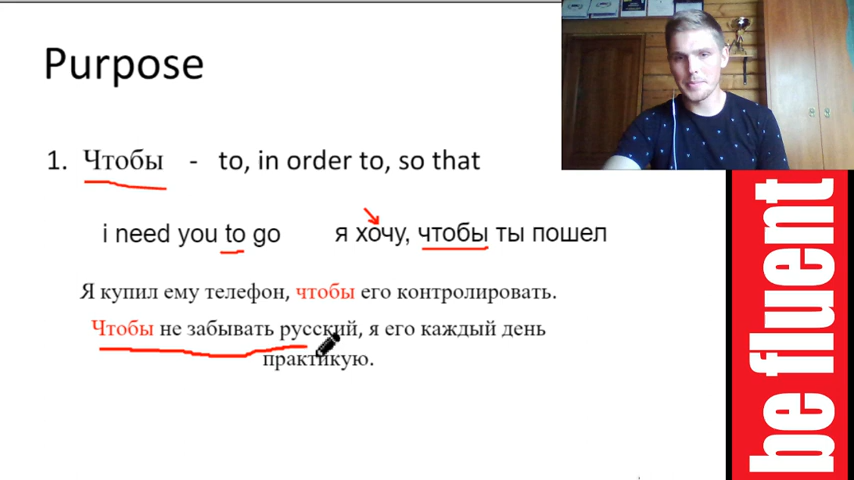 Purpose
1. Чтобы - to, in order to, so that
i need you to go я хочу, чтобы ты пошел
Я купил ему телефон, чтобы его контролировать.
Чтобы не забывать русский, я его каждый день
практикую.
be fluent